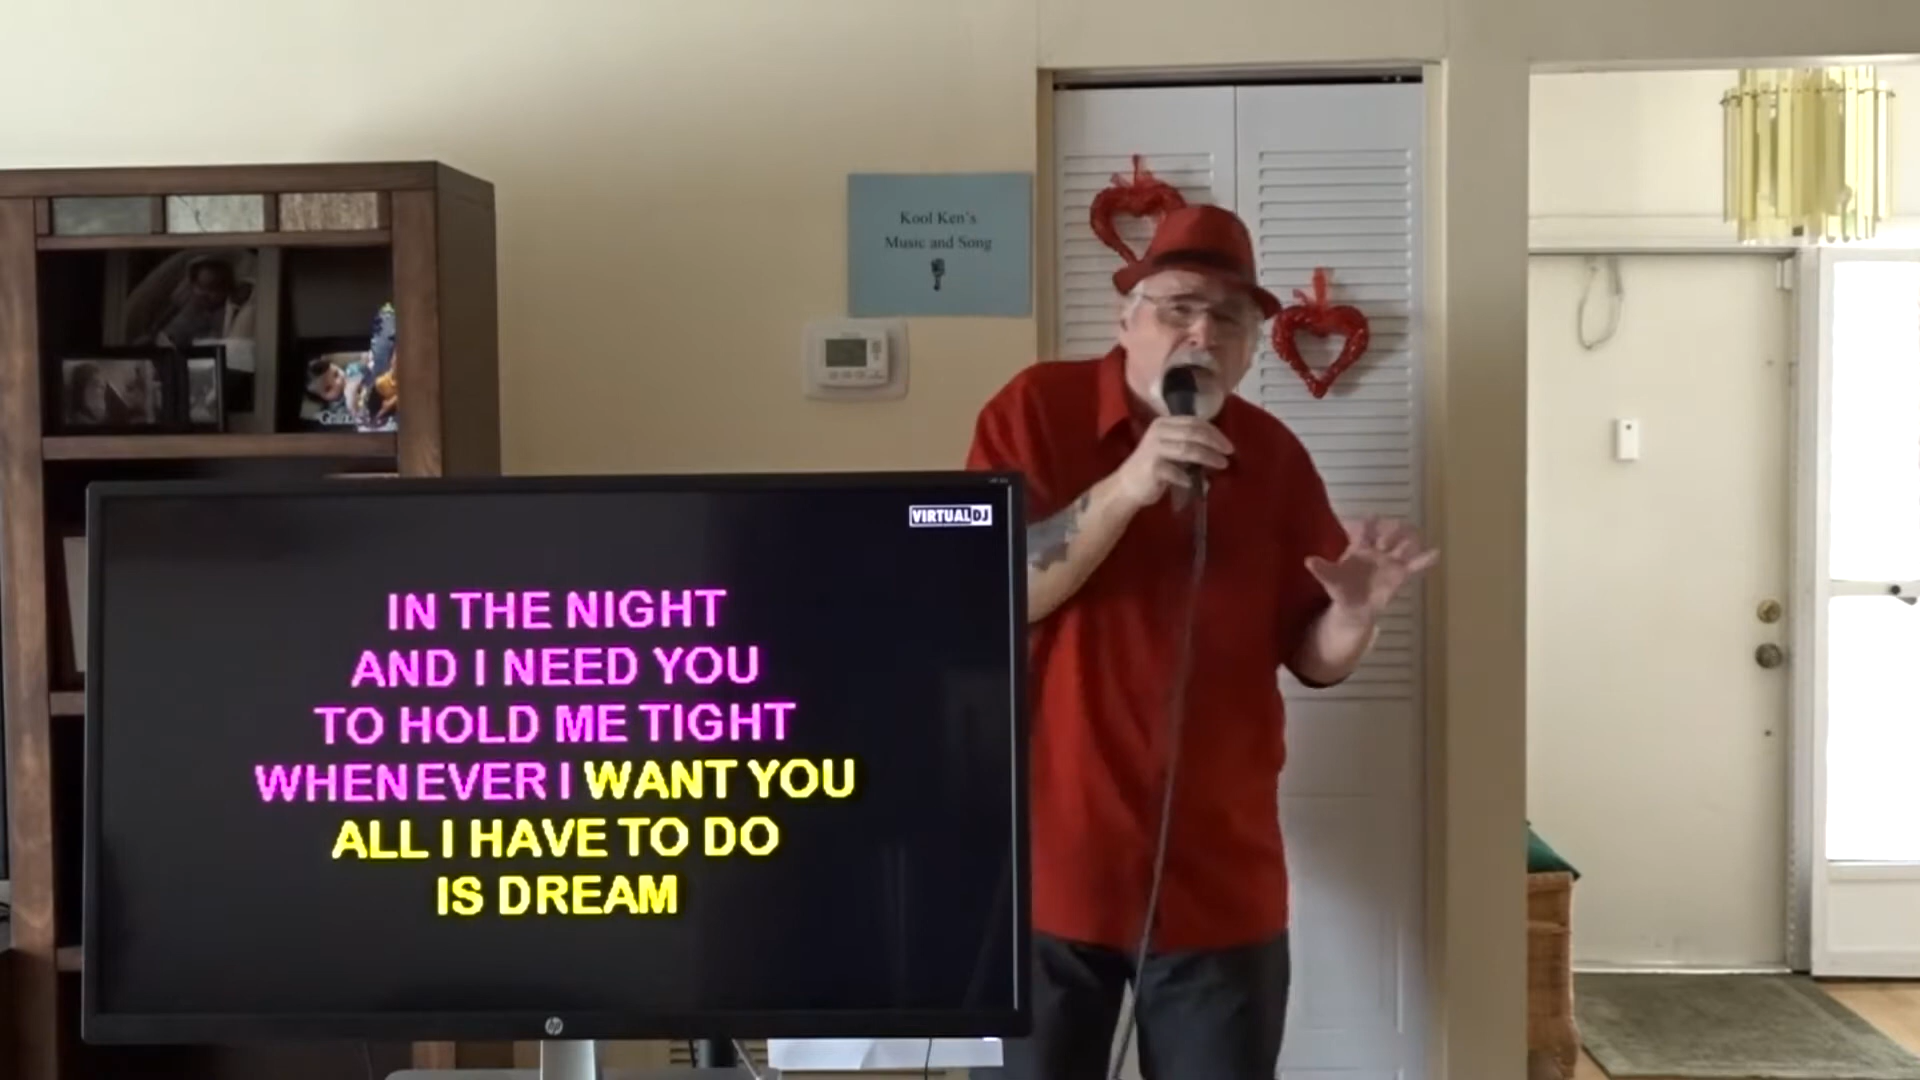 Kool Ken's
Music and Song
VIRTUALDJ
IN THE NIGHT
AND I NEED YOU
TO HOLD ME TIGHT
WHENEVER I WANT YOU
ALL I HAVE TO DO
IS DREAM
hp